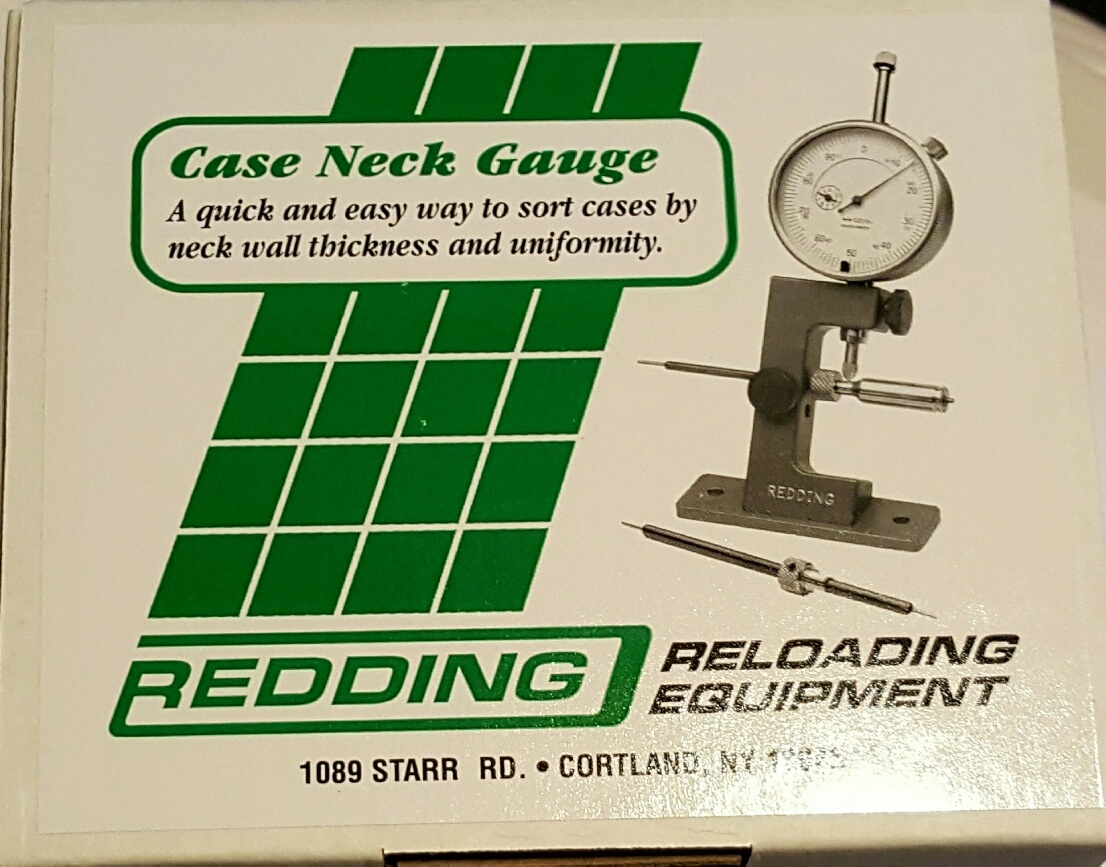 Case Neck Gauge
A quick and easy way to sort cases by
neck wall thickness and uniformity.
REDDING
REDDING
RELOADING
EQUIPMENT
1089 STARR RD. • CORTLAND, NY